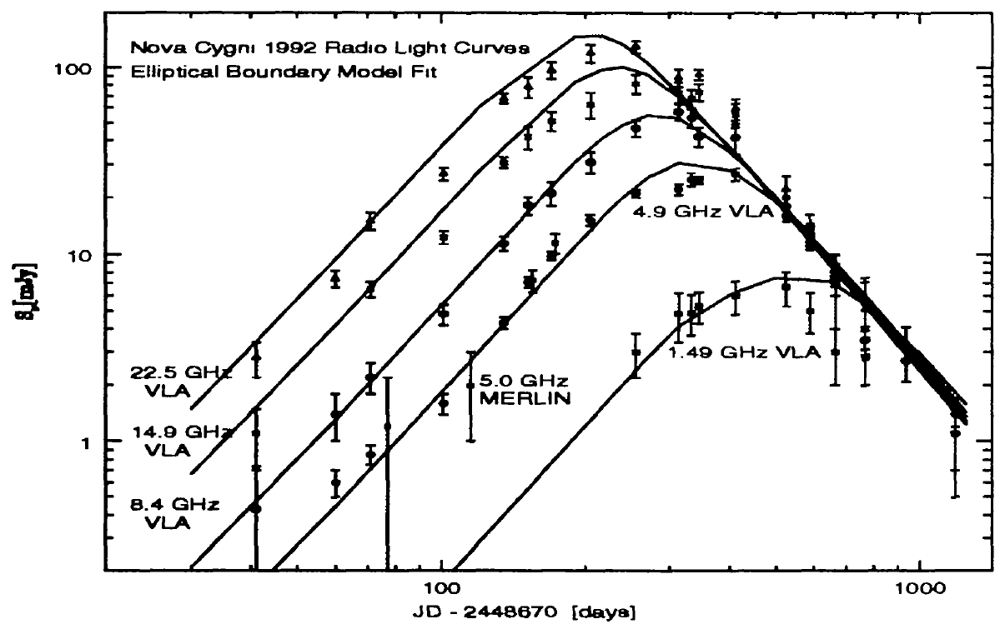 Nova Cygni 1992 Radio Light Curves
Elliptical Boundary Model Fit
100
10
1
Sν[mJy]
4.9 GHz VLA
1.49 GHz VLA
5.0 GHz
MERLIN
22.5 GHz
VLA
14.9 GHz
VLA
8.4 GHz
VLA
100
1000
JD - 2448670 [days]